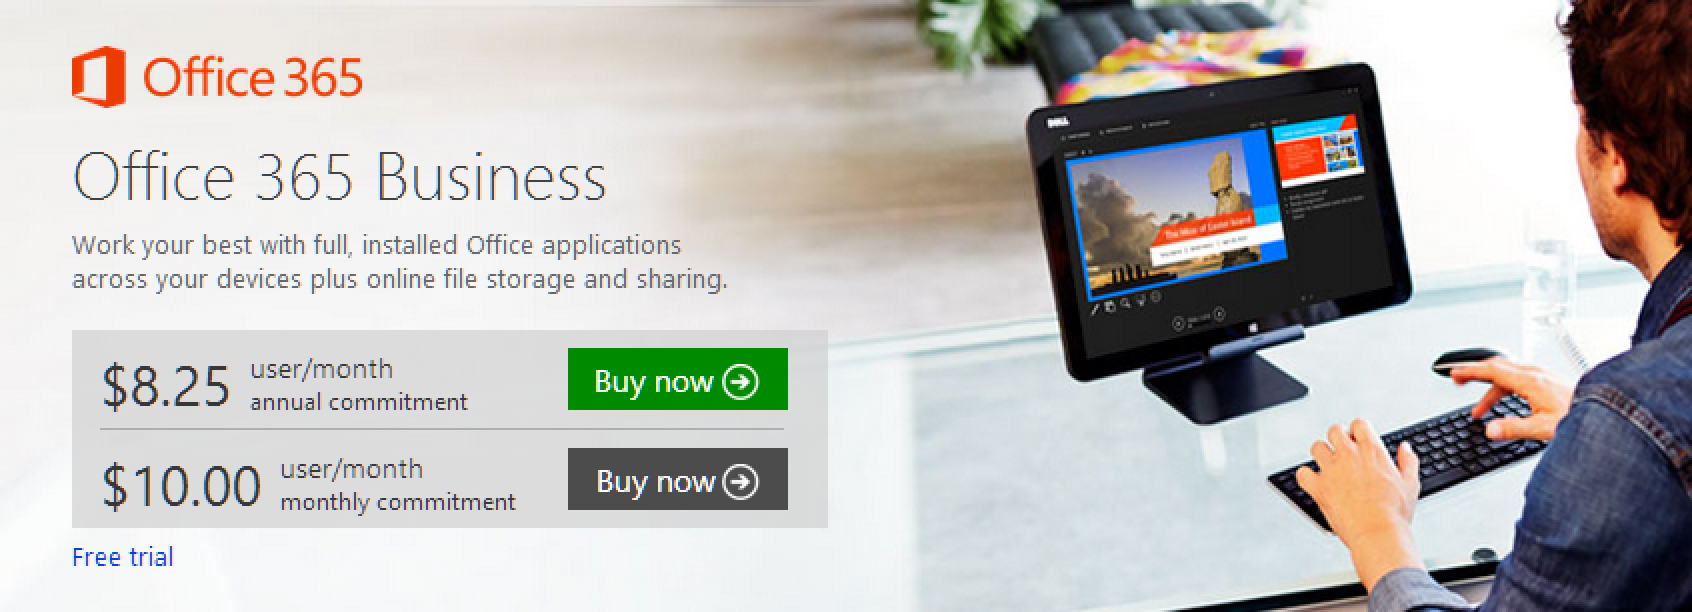 Office 365
Office 365 Business
Work your best with full, installed Office applications
across your devices plus online file storage and sharing.
$8.25 user/month
annual commitment
Buy now
$10.00 user/month
monthly commitment
Buy now
Free trial
DELL
The Moai of Easter Island